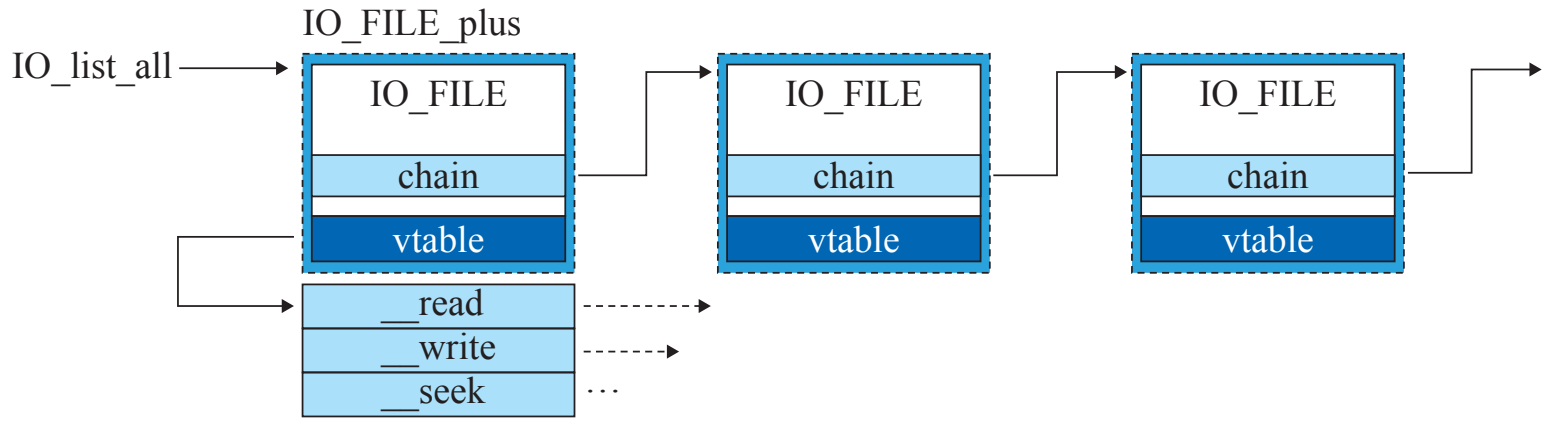 IO_FILE_plus
IO_list_all
IO_FILE
IO_FILE
IO_FILE
chain
chain
chain
vtable
vtable
vtable
__read
__write
__seek
...